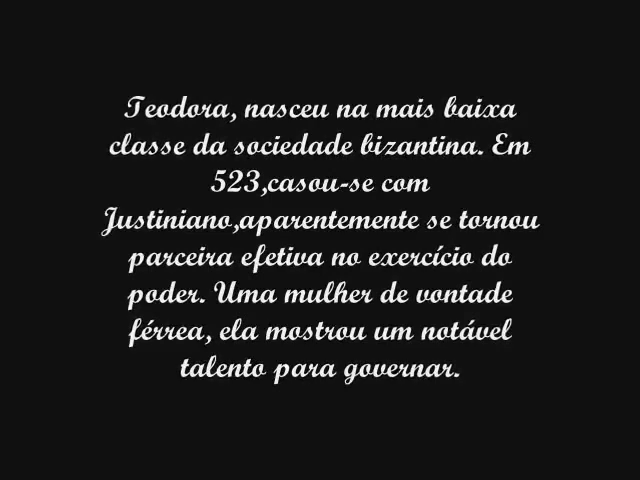 Teodora, nasceu na mais baixa
classe da sociedade bizantina. Em
523,casou-se com
Justiniano,aparentemente se tornou
parceira efetiva no exercício do
poder. Uma mulher de vontade
férrea, ela mostrou um notável
talento para governar.